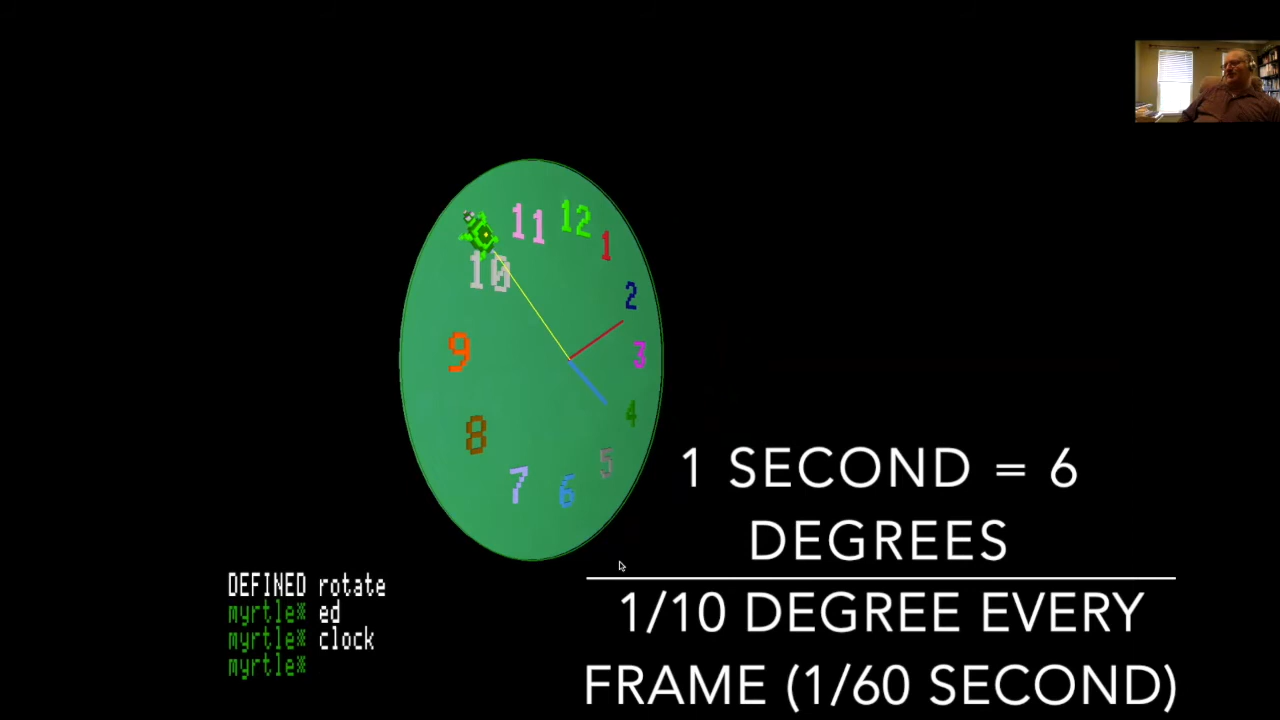 11 12
1
10
2
9
3
4
8
5
7
6
1 SECOND = 6
DEGREES
1/10 DEGREE EVERY
FRAME (1/60 SECOND)
DEFINED rotate
myrtle* ed
myrtle* clock
myrtle*